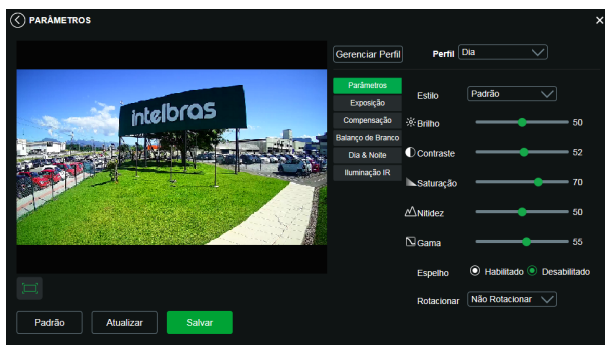 PARÂMETROS
×
Gerenciar Perfil
Perfil Dia
intelbras
Parâmetros
Exposição
Compensação
Balanço de Branco
Dia & Noite
Iluminação IR
Estilo Padrão
Brilho 50
Contraste 52
Saturação 70
Nitidez 50
Gama 55
Espelho Habilitado Desabilitado
Rotacionar Não Rotacionar
Padrão Atualizar Salvar